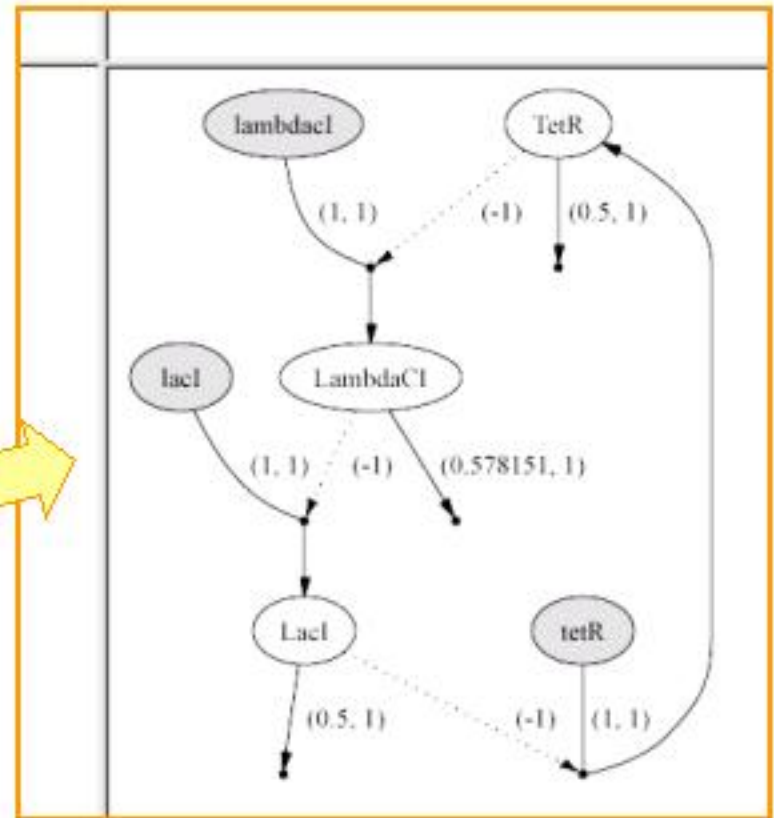 lambdacI TetR
(1, 1) (-1) (0.5, 1)
lacI LambdaCI
(1, 1) (-1) (0.578151, 1)
LacI tetR
(0.5, 1) (-1) (1, 1)